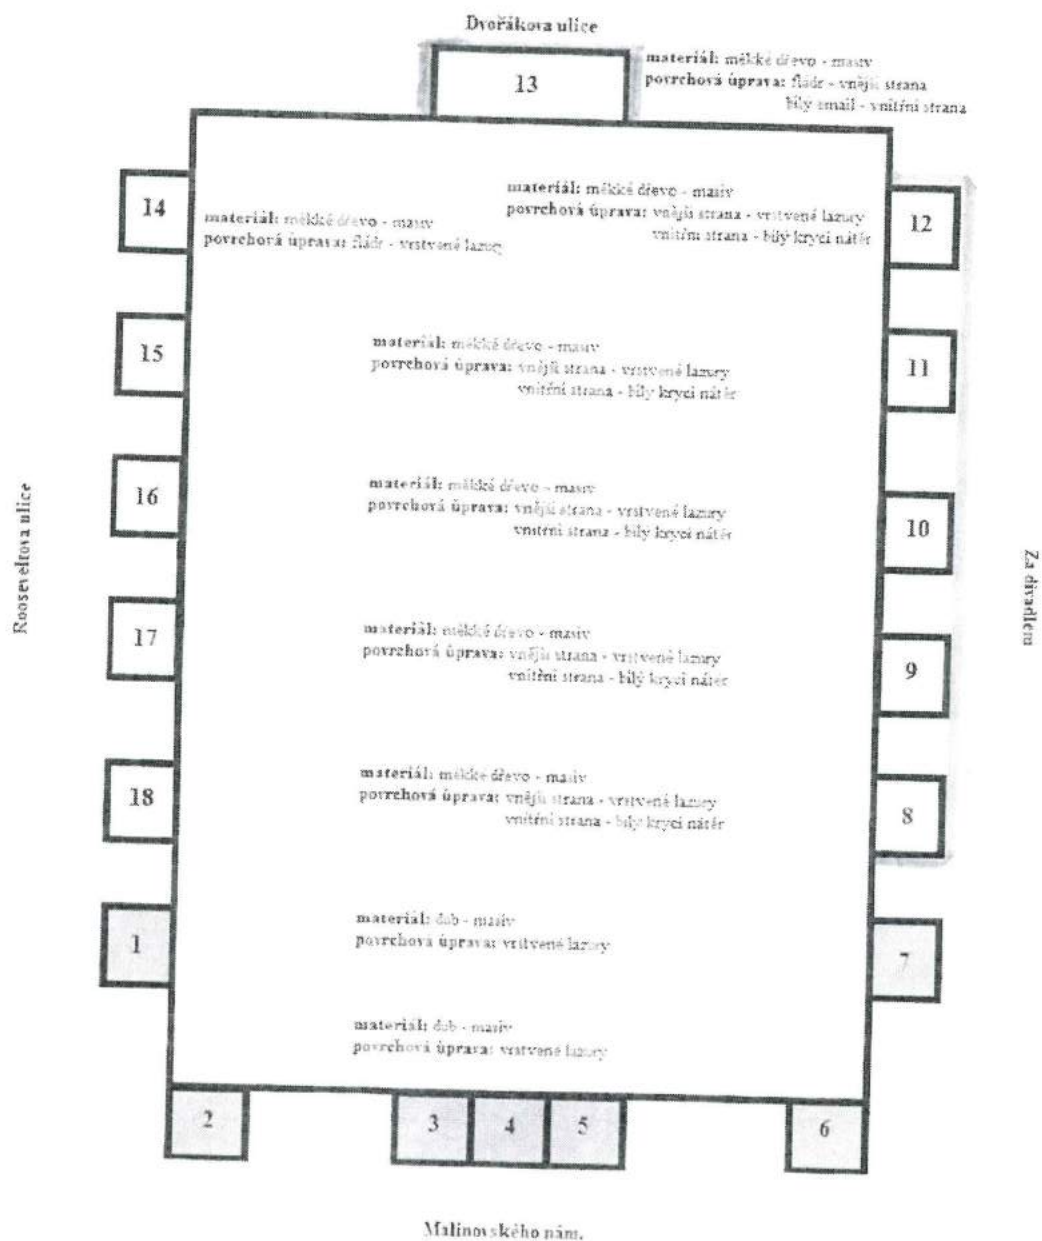 Dvořákova ulice
13
materiál: měkké dřevo - masiv
povrchová úprava: fládr - vnější strana
bílý email - vnitřní strana
14
materiál: měkké dřevo - masiv
povrchová úprava: fládr - vrstvené lazury
materiál: měkké dřevo - masiv
povrchová úprava: vnější strana - vrstvené lazury
vnitřní strana - bílý krycí nátěr
12
15
materiál: měkké dřevo - masiv
povrchová úprava: vnější strana - vrstvené lazury
vnitřní strana - bílý krycí nátěr
11
16
materiál: měkké dřevo - masiv
povrchová úprava: vnější strana - vrstvené lazury
vnitřní strana - bílý krycí nátěr
10
Rooseveltova ulice
Za divadlem
17
materiál: měkké dřevo - masiv
povrchová úprava: vnější strana - vrstvené lazury
vnitřní strana - bílý krycí nátěr
9
18
materiál: měkké dřevo - masiv
povrchová úprava: vnější strana - vrstvené lazury
vnitřní strana - bílý krycí nátěr
8
1
materiál: dub - masiv
povrchová úprava: vrstvené lazury
7
materiál: dub - masiv
povrchová úprava: vrstvené lazury
2
3
4
5
6
Malinovského nám.